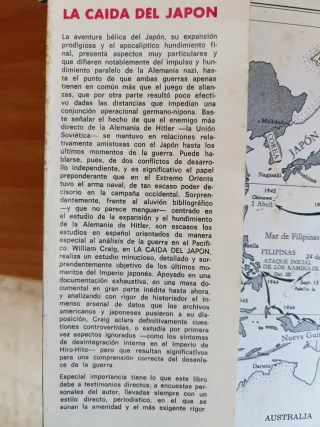 LA CAIDA DEL JAPON
La aventura bélica del Japón, su expansión
prodigiosa y el apocalíptico hundimiento fi-
nal, presenta aspectos muy particulares y
que difieren notablemente del impulso y hun-
dimiento paralelo de la Alemania nazi, has-
ta el punto de que ambas guerras apenas
tienen en común más que el juego de alian-
zas, que por otra parte resultó poco efecti-
vo dadas las distancias que impedían una
conjunción operacional germano-nipona. Bas-
te señalar el hecho de que el enemigo más
directo de la Alemania de Hitler —la Unión
Soviética— se mantuvo en relaciones relati-
vamente amistosas con el Japón hasta los
últimos momentos de la guerra. Puede ha-
blarse, pues, de dos conflictos de desarro-
llo independiente, y es significativo el papel
preponderante que en el Extremo Oriente
tuvo el arma naval, de tan escaso poder de-
cisorio en la campaña occidental. Sorpren-
dentemente, frente al aluvión bibliográfico
—y que no parece menguar— centrado en
el estudio de la expansión y el hundimiento
de la Alemania de Hitler, son escasos los
estudios en español orientados de manera
especial al análisis de la guerra en el Pacífi-
co. William Craig, en LA CAIDA DEL JAPON,
realiza un estudio minucioso, detallado y sor-
prendentemente objetivo de los últimos mo-
mentos del Imperio japonés. Apoyado en una
documentación exhaustiva, en una masa do-
cumental en gran parte inédita hasta ahora,
y analizando con rigor de historiador el in-
menso arsenal de datos que los archivos
americanos y japoneses pusieron a su dis-
posición, Craig aclara definitivamente cues-
tiones controvertidas, o estudia por primera
vez aspectos ignorados —como los síntomas
de desintegración interna en el Imperio de
Hiro-Hito— pero que resultan significativos
para una comprensión correcta del desenla-
ce de la guerra.
Especial importancia tiene lo que este libro
debe a testimonios directos, a encuestas per-
sonales del autor, llevadas siempre con un
estilo directo, periodístico, en el que se
aúnan la amenidad y el más exigente rigor.
Mukden
COREA
JAPÓN
Nagasaki
1945
1 Abril
Mar de Filipinas
FILIPINAS
ATAQUE INICIAL
DE LOS KAMIKAZE
Nueva Guinea
Darwin
AUSTRALIA